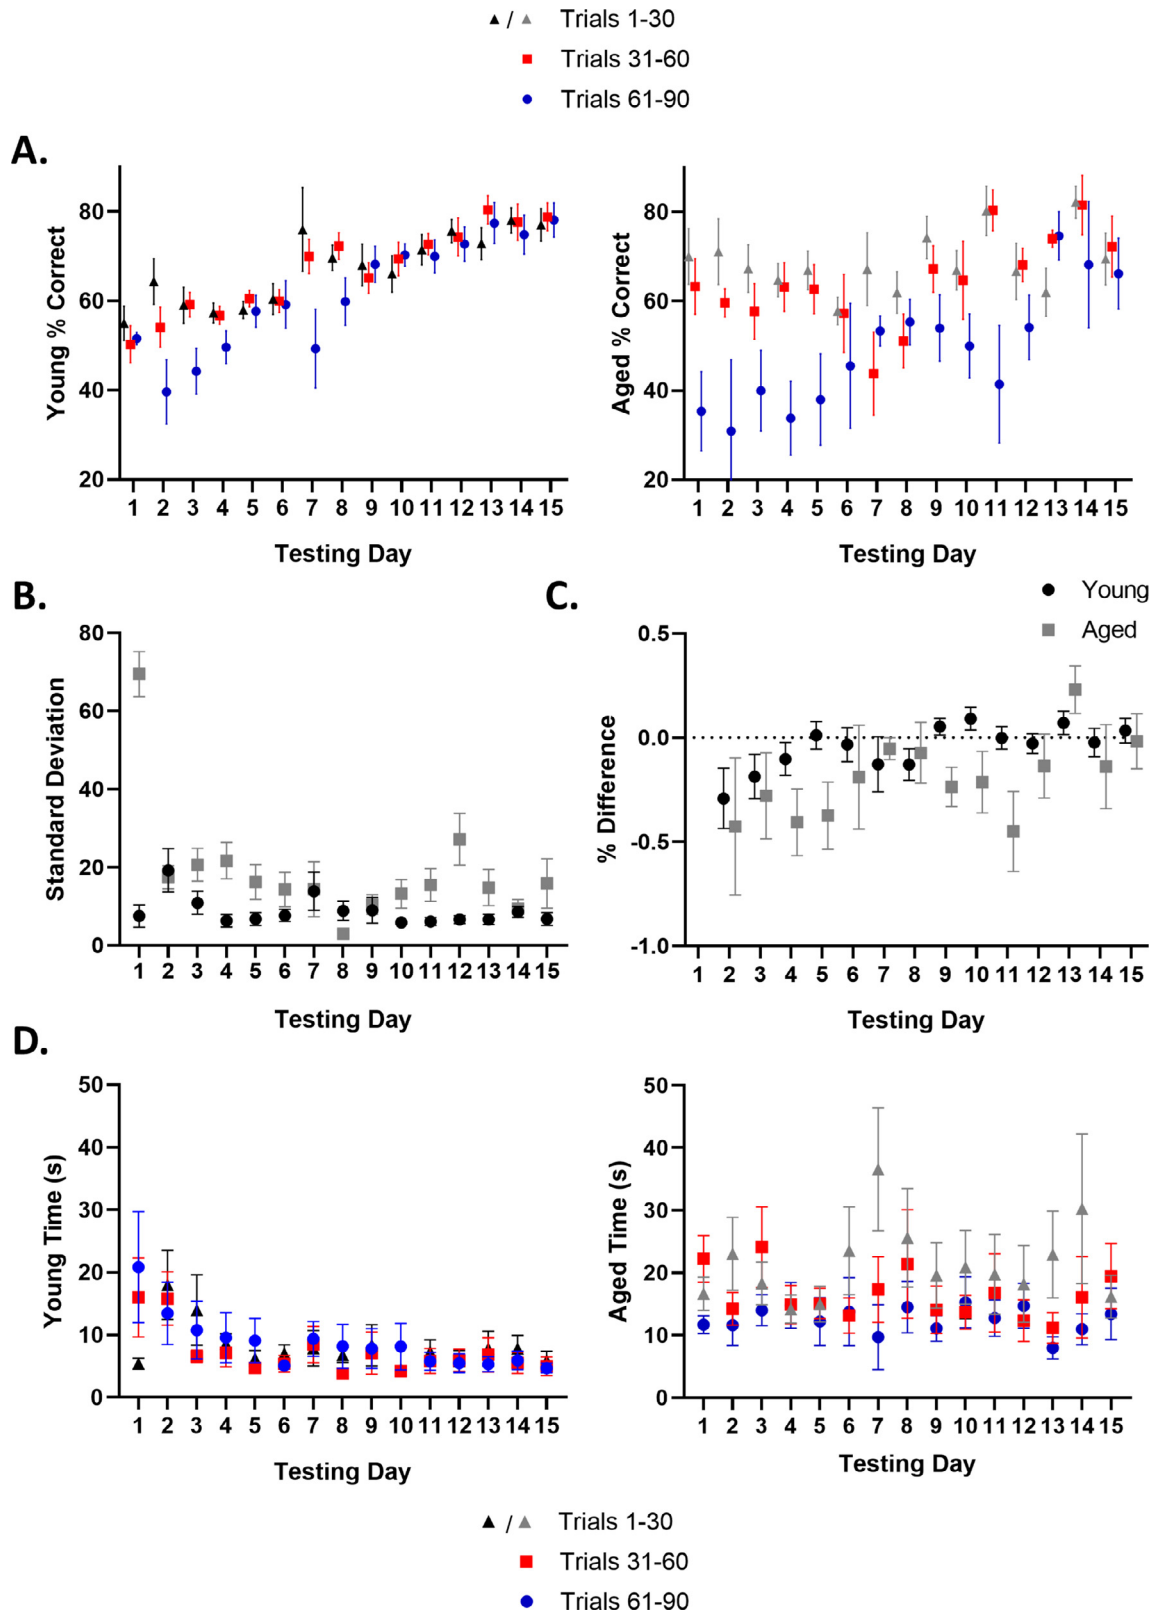 ▲ / ▲ Trials 1-30
■ Trials 31-60
● Trials 61-90
A.
Young % Correct
80
60
40
20
1 2 3 4 5 6 7 8 9 10 11 12 13 14 15
Testing Day
Aged % Correct
80
60
40
20
1 2 3 4 5 6 7 8 9 10 11 12 13 14 15
Testing Day
B.
Standard Deviation
80
60
40
20
0
1 2 3 4 5 6 7 8 9 10 11 12 13 14 15
Testing Day
C.
● Young
■ Aged
% Difference
0.5
0.0
-0.5
-1.0
1 2 3 4 5 6 7 8 9 10 11 12 13 14 15
Testing Day
D.
Young Time (s)
50
40
30
20
10
0
1 2 3 4 5 6 7 8 9 10 11 12 13 14 15
Testing Day
Aged Time (s)
50
40
30
20
10
0
1 2 3 4 5 6 7 8 9 10 11 12 13 14 15
Testing Day
▲ / ▲ Trials 1-30
■ Trials 31-60
● Trials 61-90